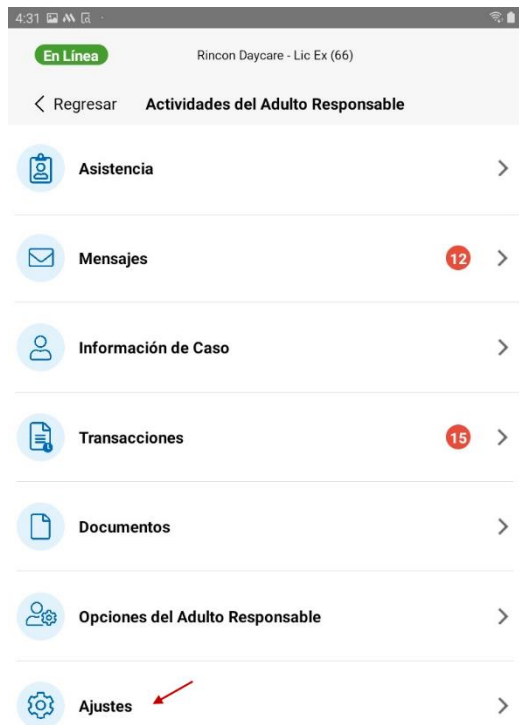 4:31
En Línea
Rincon Daycare - Lic Ex (66)
Regresar Actividades del Adulto Responsable
Asistencia
Mensajes 12
Información de Caso
Transacciones 15
Documentos
Opciones del Adulto Responsable
Ajustes